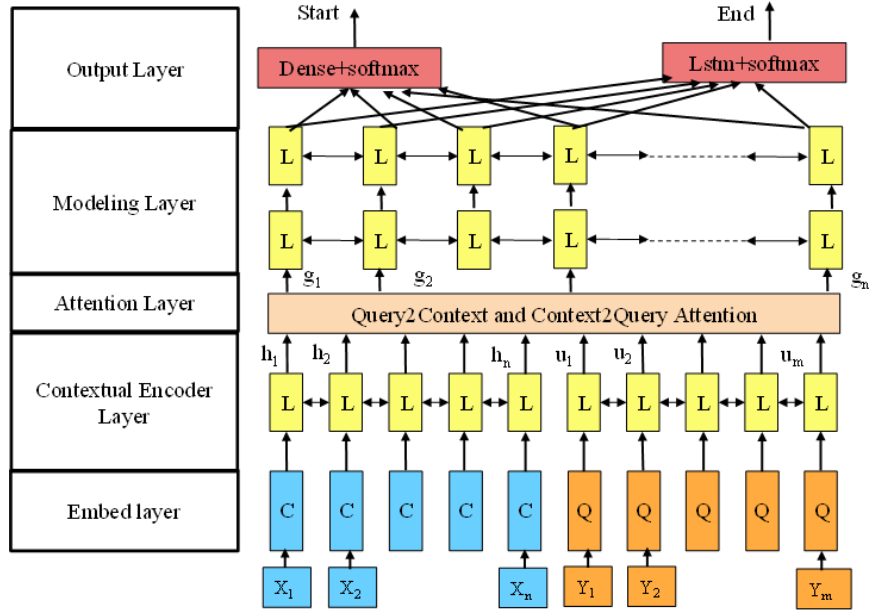 Start End
Output Layer Dense+softmax Lstm+softmax
L L L L L
Modeling Layer
L L L L L
g1 g2 gn
Attention Layer Query2Context and Context2Query Attention
h1 h2 hn u1 u2 um
Contextual Encoder
Layer
L L L L L L L L L L
Embed layer C C C C C Q Q Q Q Q
X1 X2 Xn Y1 Y2 Ym